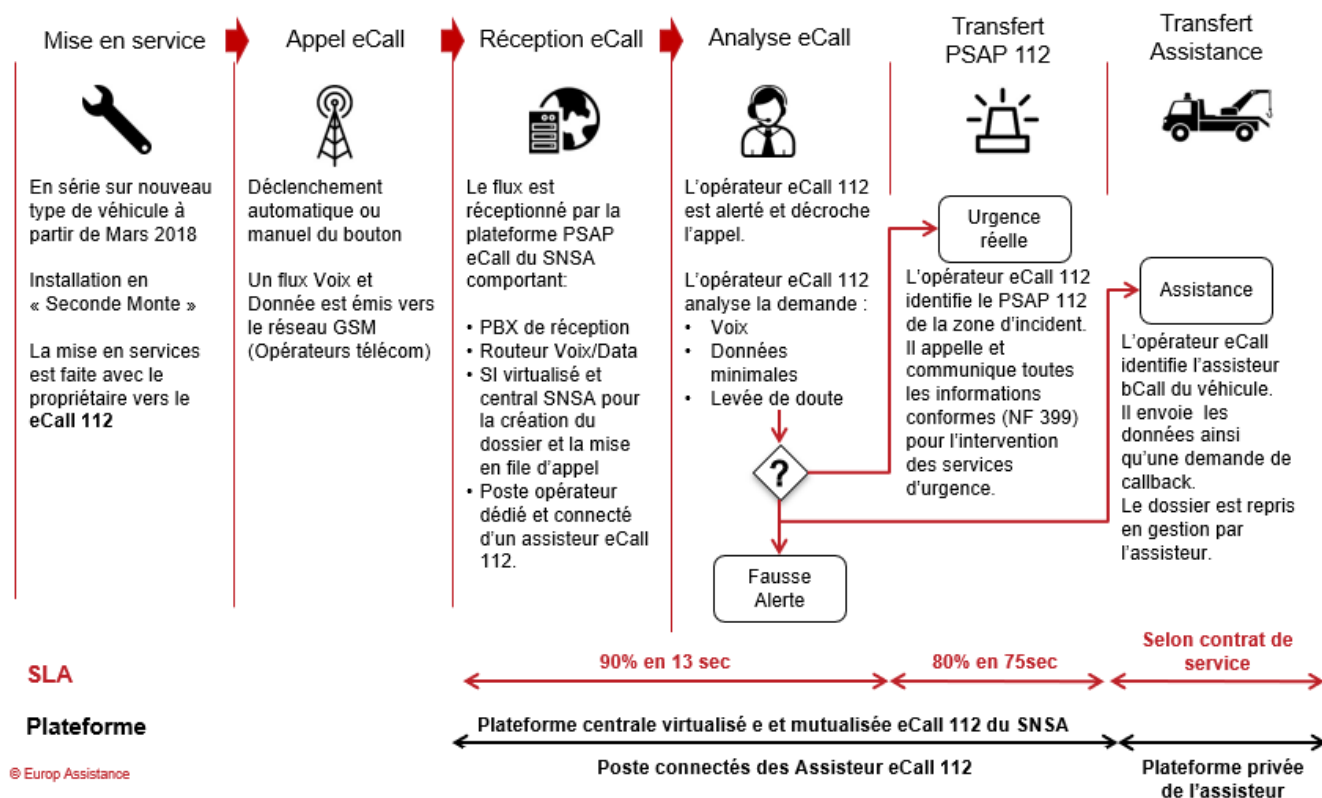 Mise en service
Appel eCall
Réception eCall
Analyse eCall
Transfert
PSAP 112
Transfert
Assistance
En série sur nouveau
type de véhicule à
partir de Mars 2018
Installation en
« Seconde Monte »
La mise en services
est faite avec le
propriétaire vers le
eCall 112
Déclenchement
automatique ou
manuel du bouton
Un flux Voix et
Donnée est émis vers
le réseau GSM
(Opérateurs télécom)
Le flux est
réceptionné par la
plateforme PSAP
eCall du SNSA
comportant:
• PBX de réception
• Routeur Voix/Data
• SI virtualisé et
central SNSA pour
la création du
dossier et la mise
en file d'appel
• Poste opérateur
dédié et connecté
d'un assisteur eCall
112.
L'opérateur eCall 112
est alerté et décroche
l'appel.
L'opérateur eCall 112
analyse la demande :
• Voix
• Données
minimales
• Levée de doute
?
Fausse
Alerte
Urgence
réelle
L'opérateur eCall 112
identifie le PSAP 112
de la zone d'incident.
Il appelle et
communique toutes
les informations
conformes (NF 399)
pour l'intervention
des services
d'urgence.
Assistance
L'opérateur eCall
identifie l'assisteur
bCall du véhicule.
Il envoie les
données ainsi
qu'une demande de
callback.
Le dossier est repris
en gestion par
l'assisteur.
SLA
90% en 13 sec
80% en 75sec
Selon contrat de
service
Plateforme
Plateforme centrale virtualisé e et mutualisée eCall 112 du SNSA
Poste connectés des Assisteur eCall 112
Plateforme privée
de l'assisteur
© Europ Assistance